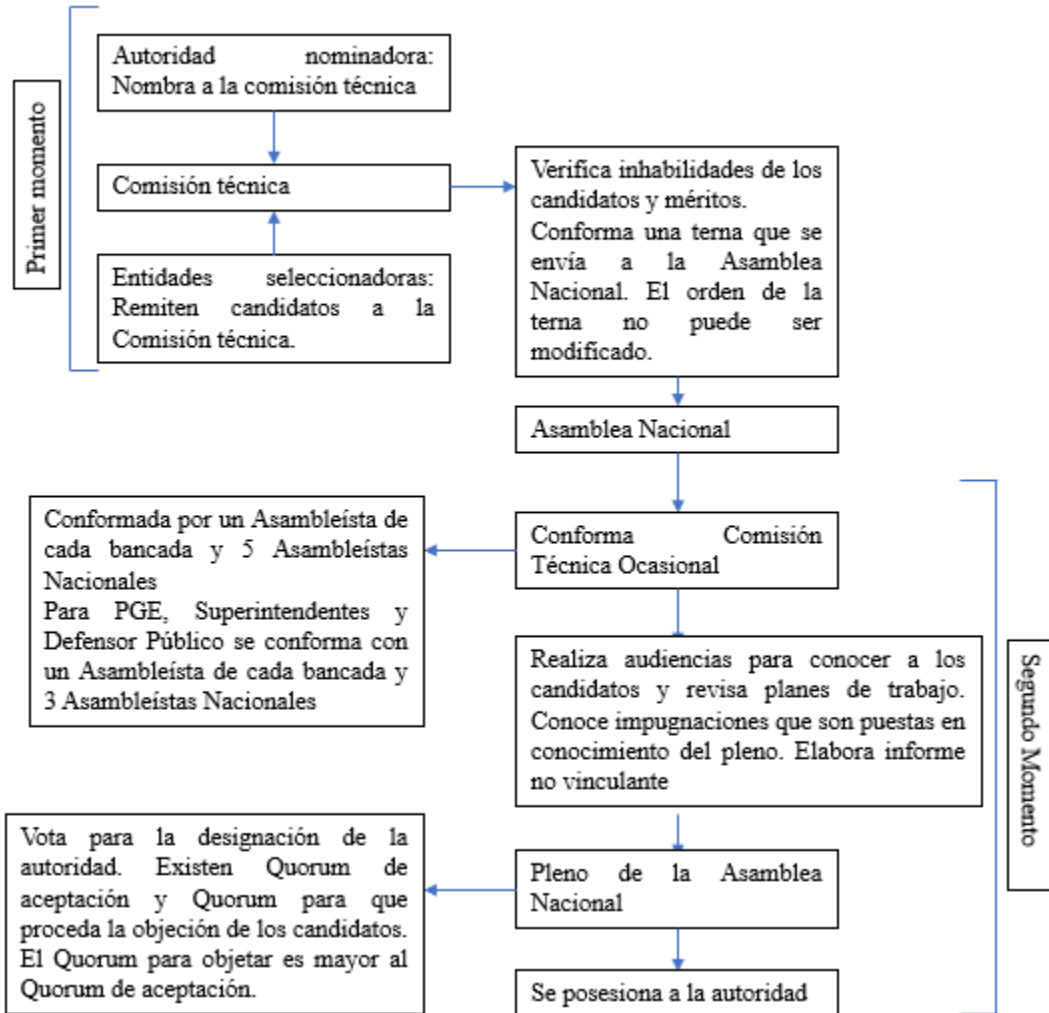 Primer momento
Autoridad nominadora:
Nombra a la comisión técnica
Comisión técnica
Entidades seleccionadoras:
Remiten candidatos a la
Comisión técnica.
Verifica inhabilidades de los
candidatos y méritos.
Conforma una terna que se
envía a la Asamblea
Nacional. El orden de la
terna no puede ser
modificado.
Asamblea Nacional
Segundo Momento
Conforma Comisión
Técnica Ocasional
Conformada por un Asambleísta de
cada bancada y 5 Asambleístas
Nacionales
Para PGE, Superintendentes y
Defensor Público se conforma con
un Asambleísta de cada bancada y
3 Asambleístas Nacionales
Realiza audiencias para conocer a los
candidatos y revisa planes de trabajo.
Conoce impugnaciones que son puestas en
conocimiento del pleno. Elabora informe
no vinculante
Pleno de la Asamblea
Nacional
Vota para la designación de la
autoridad. Existen Quorum de
aceptación y Quorum para que
proceda la objeción de los candidatos.
El Quorum para objetar es mayor al
Quorum de aceptación.
Se posesiona a la autoridad